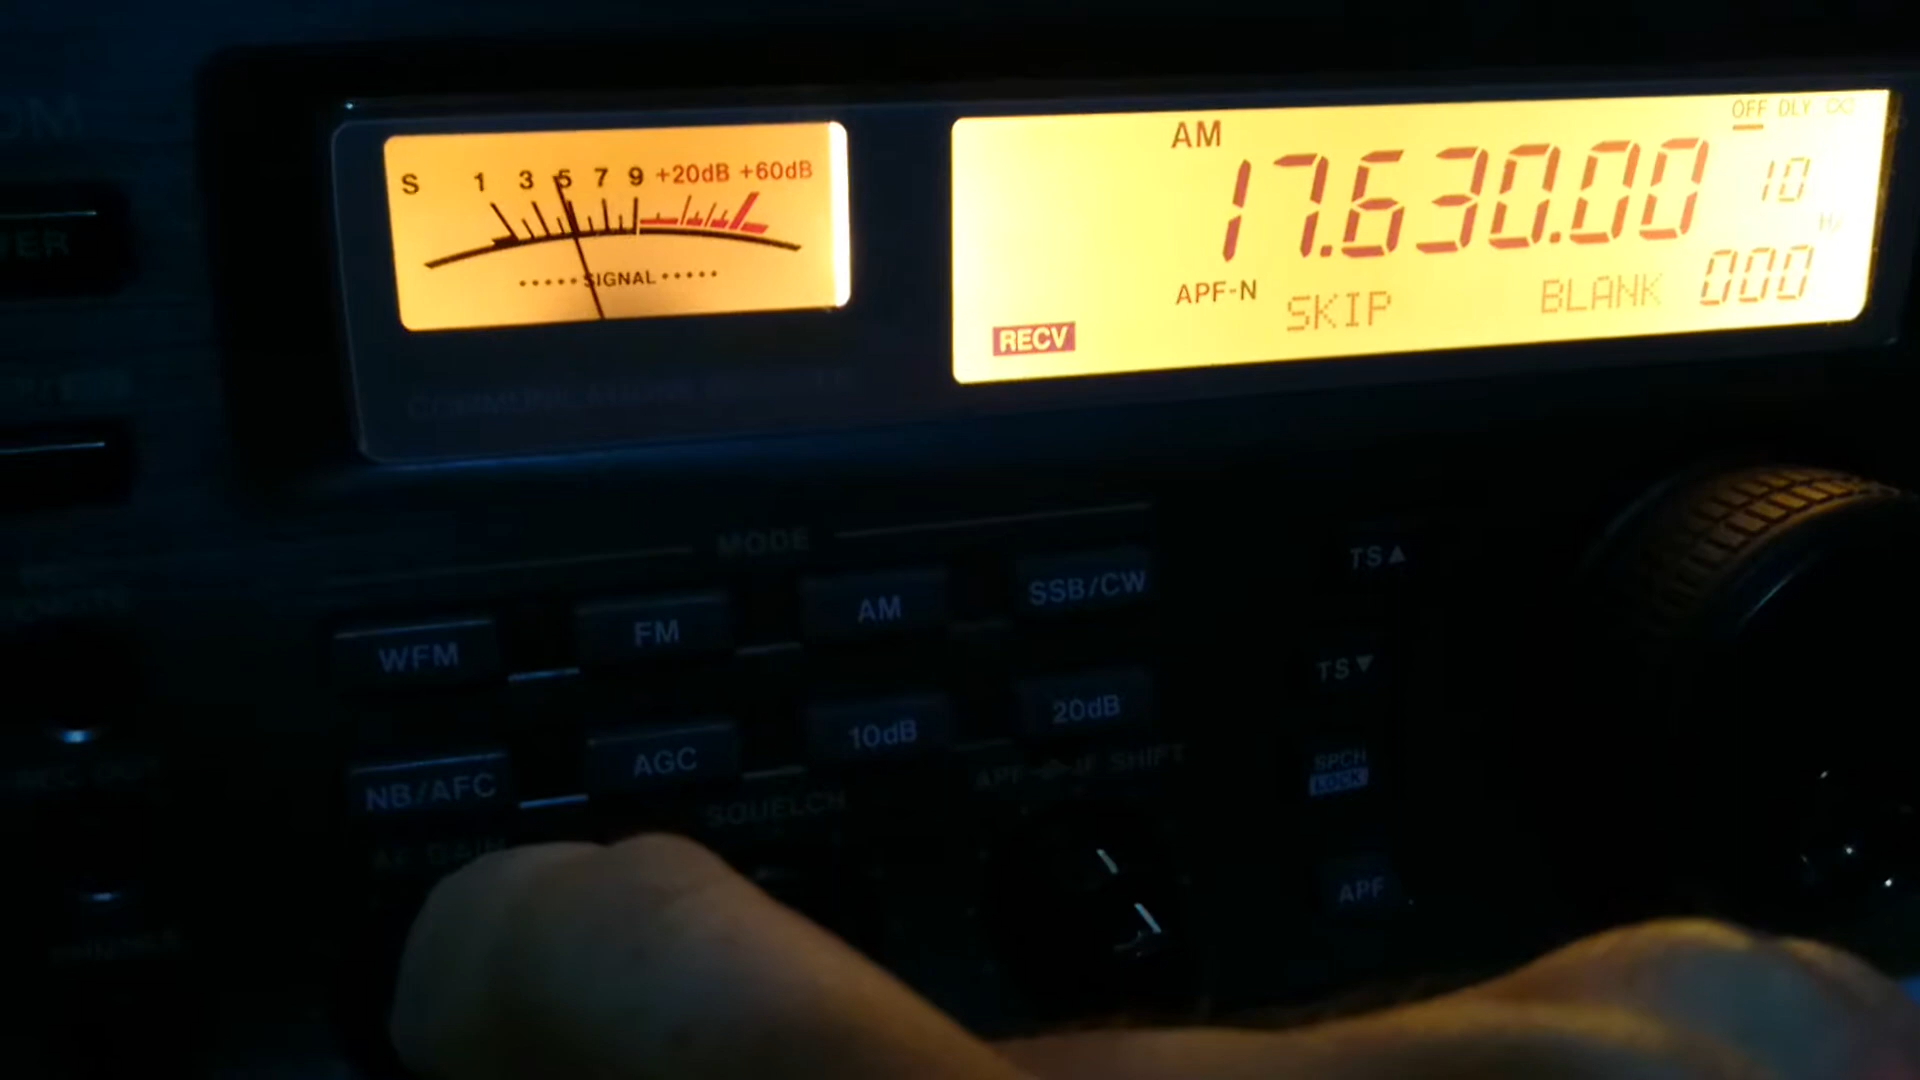 S 1 3 5 7 9 +20dB +60dB
SIGNAL
OFF DLY
AM
17.630.00
10
Hz
APF-N SKIP BLANK 000
RECV
MODE
WFM FM AM SSB/CW
TS▲
TS▼
NB/AFC AGC 10dB 20dB
SPCH
LOCK
AF GAIN SQUELCH APF IF SHIFT
APF